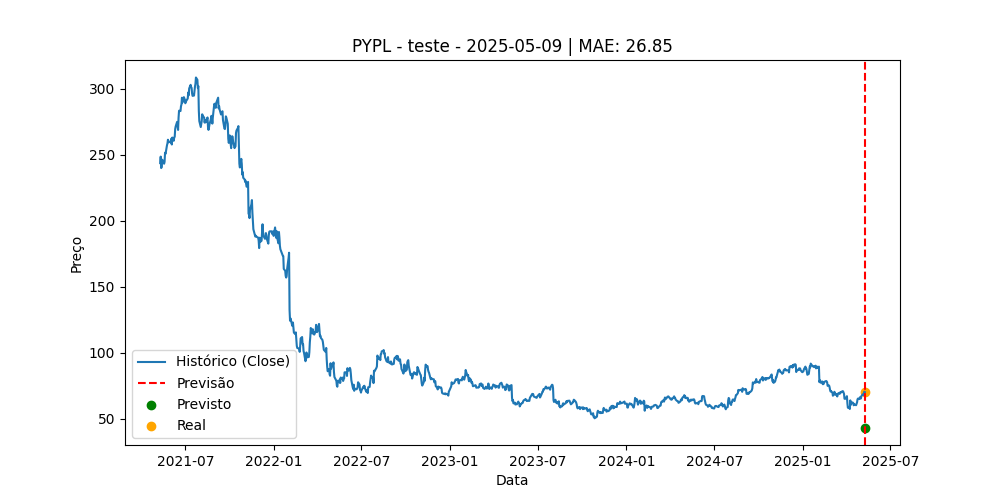 PYPL - teste - 2025-05-09 | MAE: 26.85
Preço
300
250
200
150
100
50
Histórico (Close)
Previsão
Previsto
Real
2021-07 2022-01 2022-07 2023-01 2023-07 2024-01 2024-07 2025-01 2025-07
Data